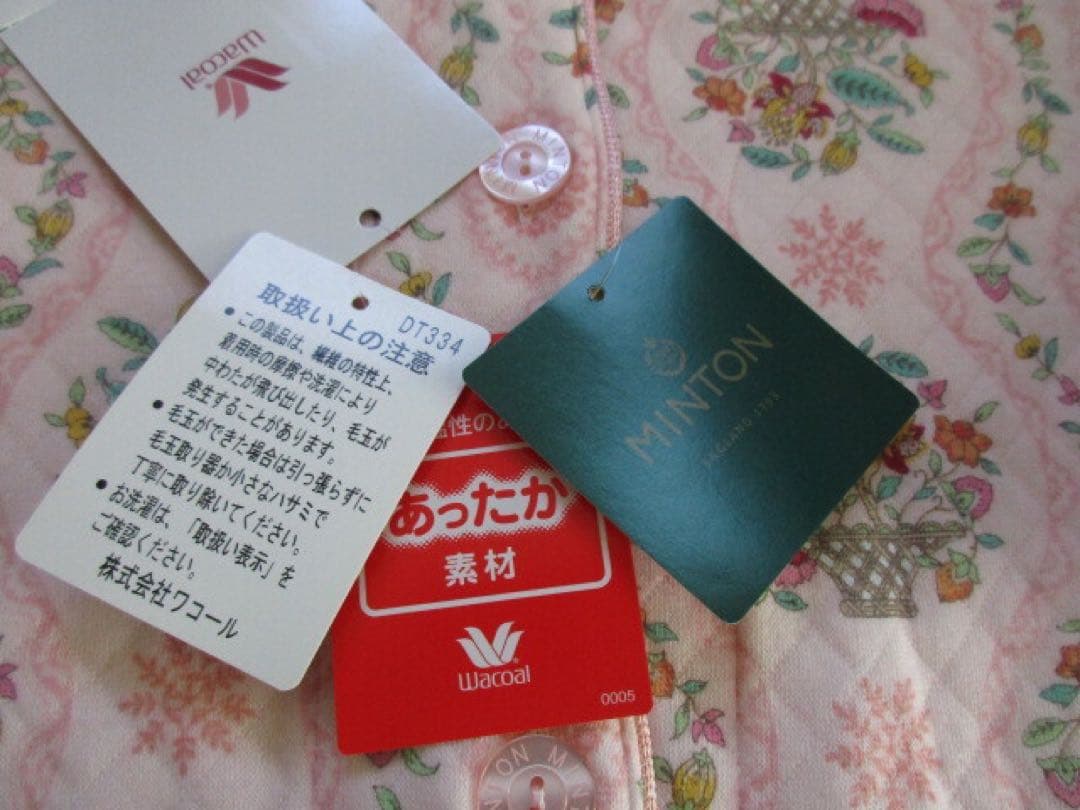 Wacoal
MINTON
取扱い上の注意
DT334
●この製品は、繊維の特性上、
着用時の摩擦や洗濯により
中わたが飛び出したり、毛玉が
発生することがあります。
●毛玉ができた場合は引っ張らずに
毛玉取り器か小さなハサミで
丁寧に取り除いてください。
●お洗濯は、「取扱い表示」を
ご確認ください。
株式会社ワコール
MINTON
ENGLAND 1793
温性のあ
あったか
素材
Wacoal
0005